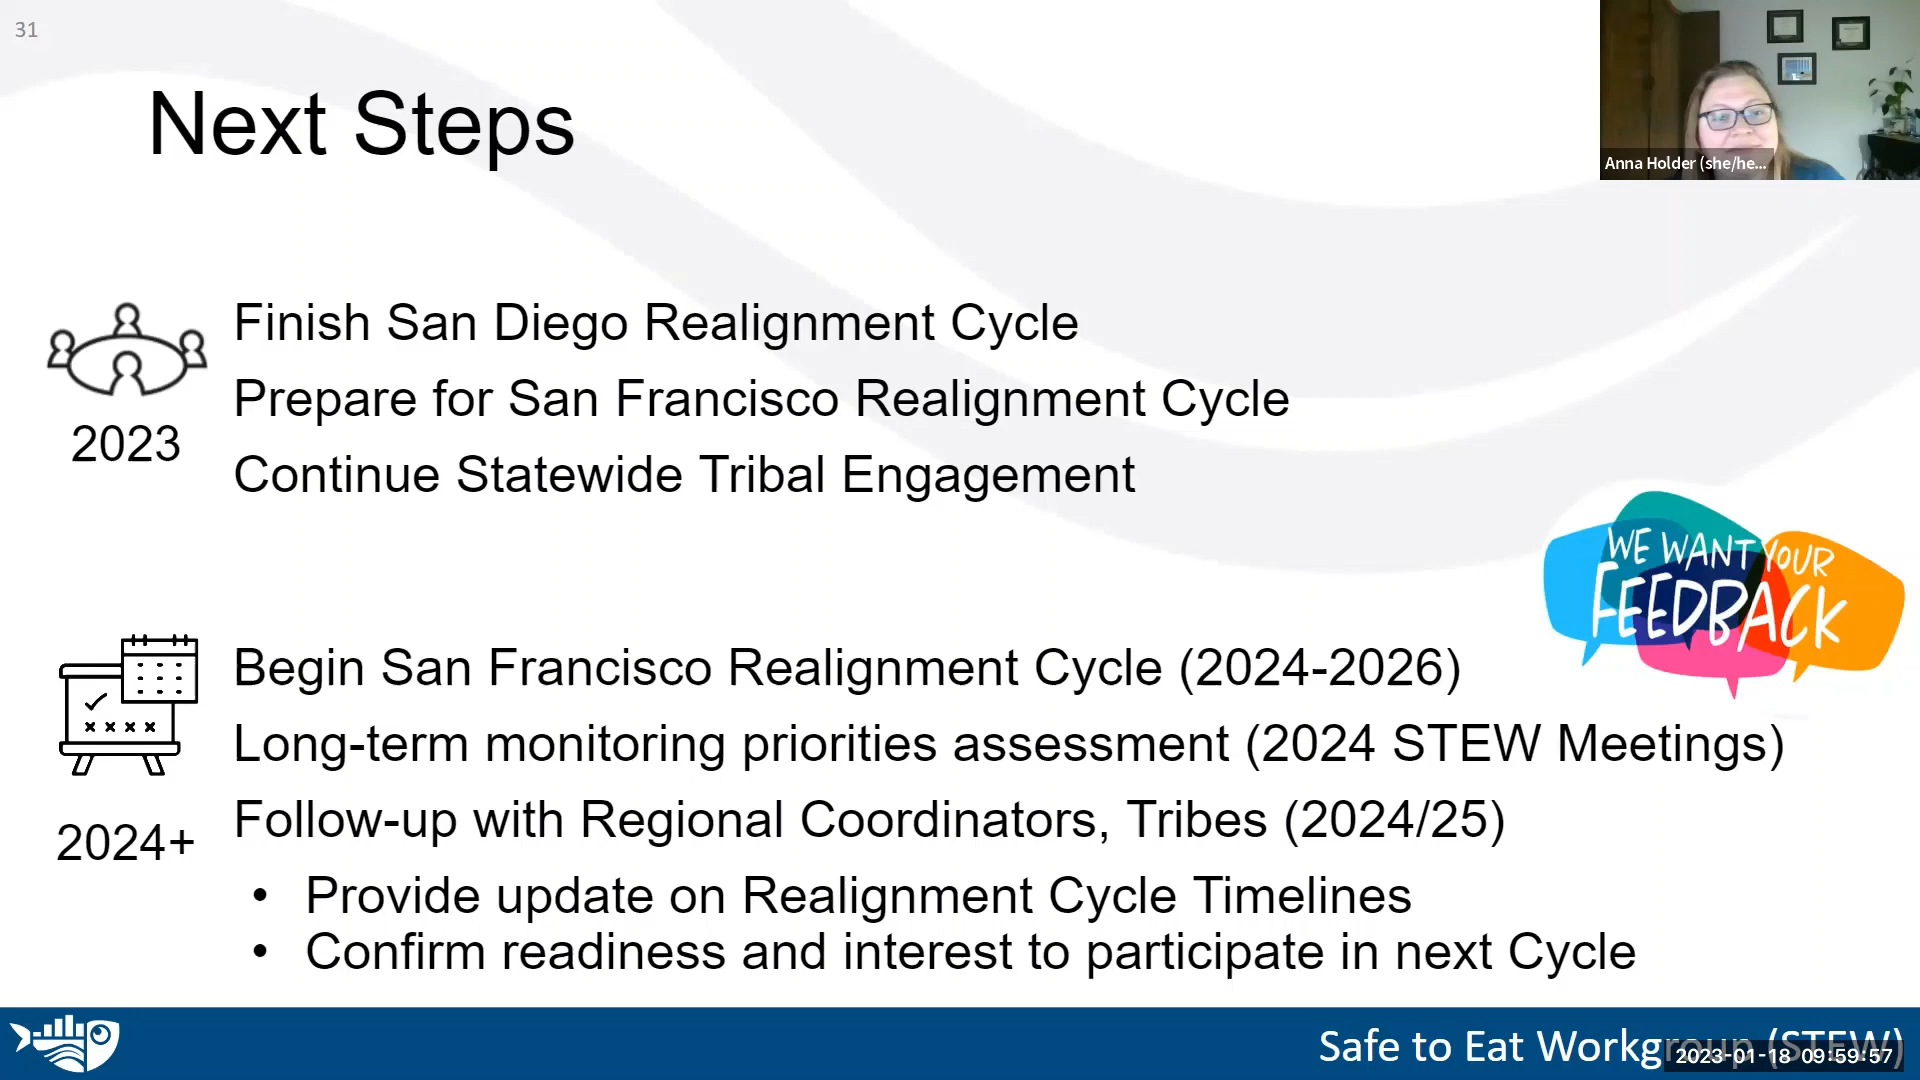 31
Next Steps
Anna Holder (she/he...
Finish San Diego Realignment Cycle
Prepare for San Francisco Realignment Cycle
2023
Continue Statewide Tribal Engagement
WE WANT YOUR
FEEDBACK
Begin San Francisco Realignment Cycle (2024-2026)
Long-term monitoring priorities assessment (2024 STEW Meetings)
2024+
Follow-up with Regional Coordinators, Tribes (2024/25)
• Provide update on Realignment Cycle Timelines
• Confirm readiness and interest to participate in next Cycle
Safe to Eat Workgroup (STEW)
2023-01-18 09:59:57